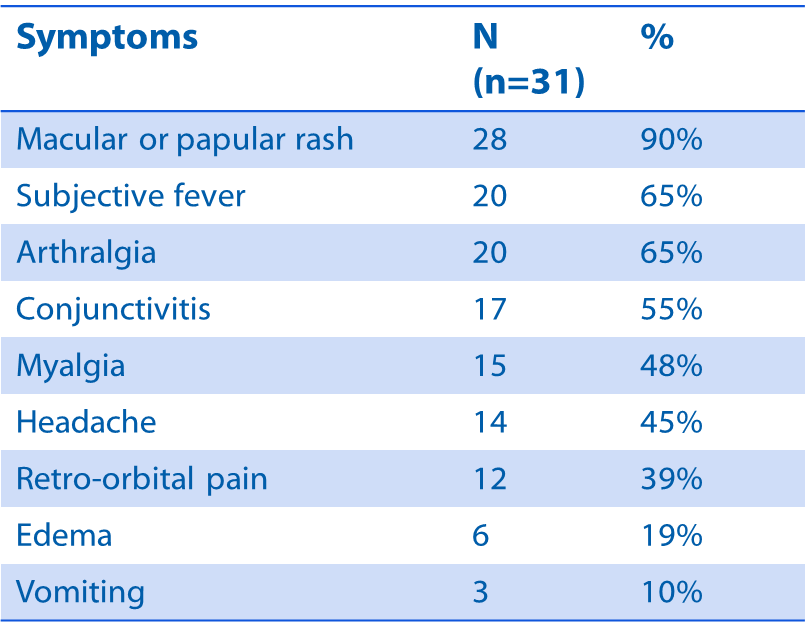 Symptoms N %
(n=31)
Macular or papular rash 28 90%
Subjective fever 20 65%
Arthralgia 20 65%
Conjunctivitis 17 55%
Myalgia 15 48%
Headache 14 45%
Retro-orbital pain 12 39%
Edema 6 19%
Vomiting 3 10%